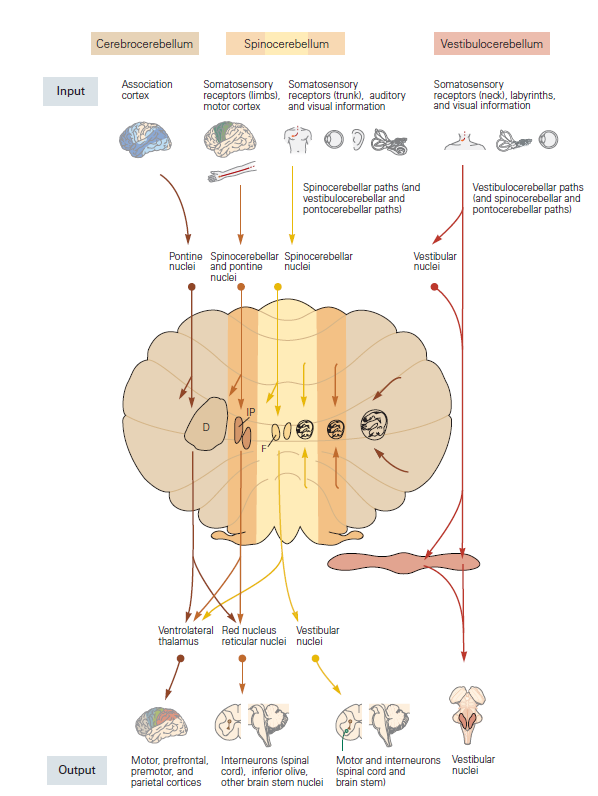 Cerebrocerebellum
Spinocerebellum
Vestibulocerebellum
Input
Association
cortex
Somatosensory
receptors (limbs),
motor cortex
Somatosensory
receptors (trunk), auditory
and visual information
Somatosensory
receptors (neck), labyrinths,
and visual information
Spinocerebellar paths (and
vestibulocerebellar and
pontocerebellar paths)
Vestibulocerebellar paths
(and spinocerebellar and
pontocerebellar paths)
Pontine
nuclei
Spinocerebellar
and pontine
nuclei
Spinocerebellar
nuclei
Vestibular
nuclei
D
IP
F
Ventrolateral
thalamus
Red nucleus
reticular nuclei
Vestibular
nuclei
Output
Motor, prefrontal,
premotor, and
parietal cortices
Interneurons (spinal
cord), inferior olive,
other brain stem nuclei
Motor and interneurons
(spinal cord and
brain stem)
Vestibular
nuclei